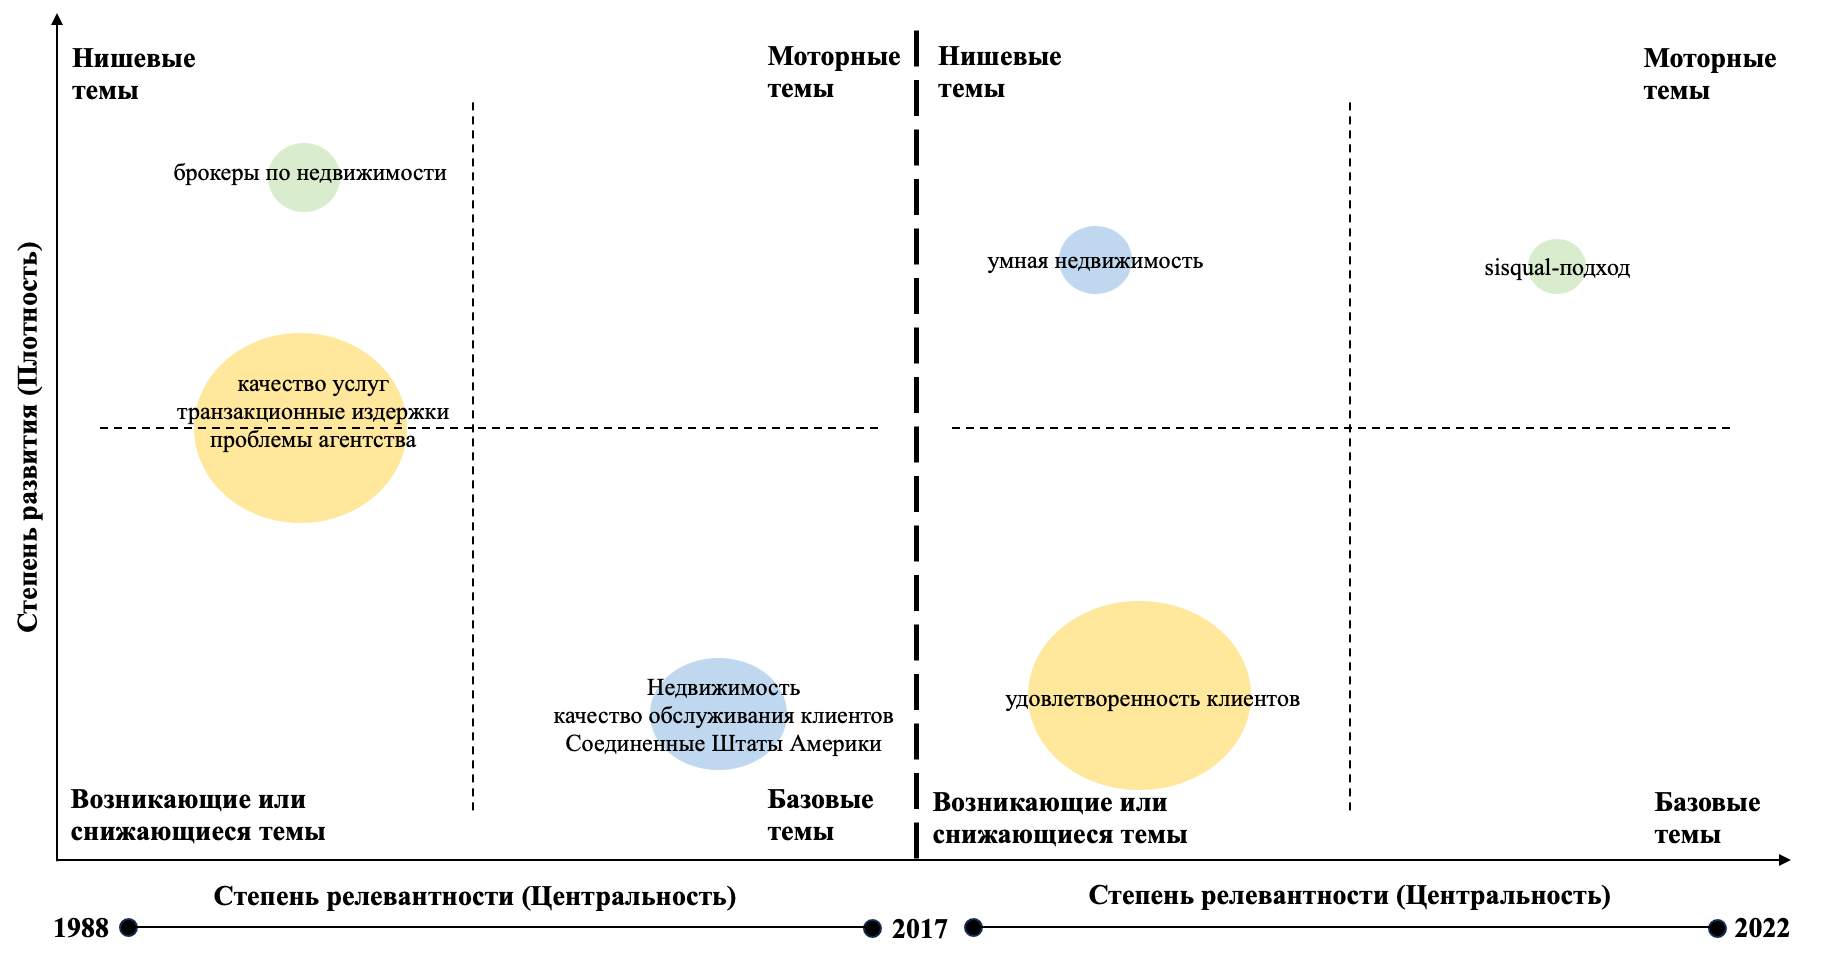 Нишевые
темы
Моторные
темы
Нишевые
темы
Моторные
темы
брокеры по недвижимости
умная недвижимость
sisqual-подход
Степень развития (Плотность)
качество услуг
транзакционные издержки
проблемы агентства
Недвижимость
качество обслуживания клиентов
Соединенные Штаты Америки
удовлетворенность клиентов
Возникающие или
снижающиеся темы
Базовые
темы
Возникающие или
снижающиеся темы
Базовые
темы
Степень релевантности (Центральность)
Степень релевантности (Центральность)
1988
2017
2022